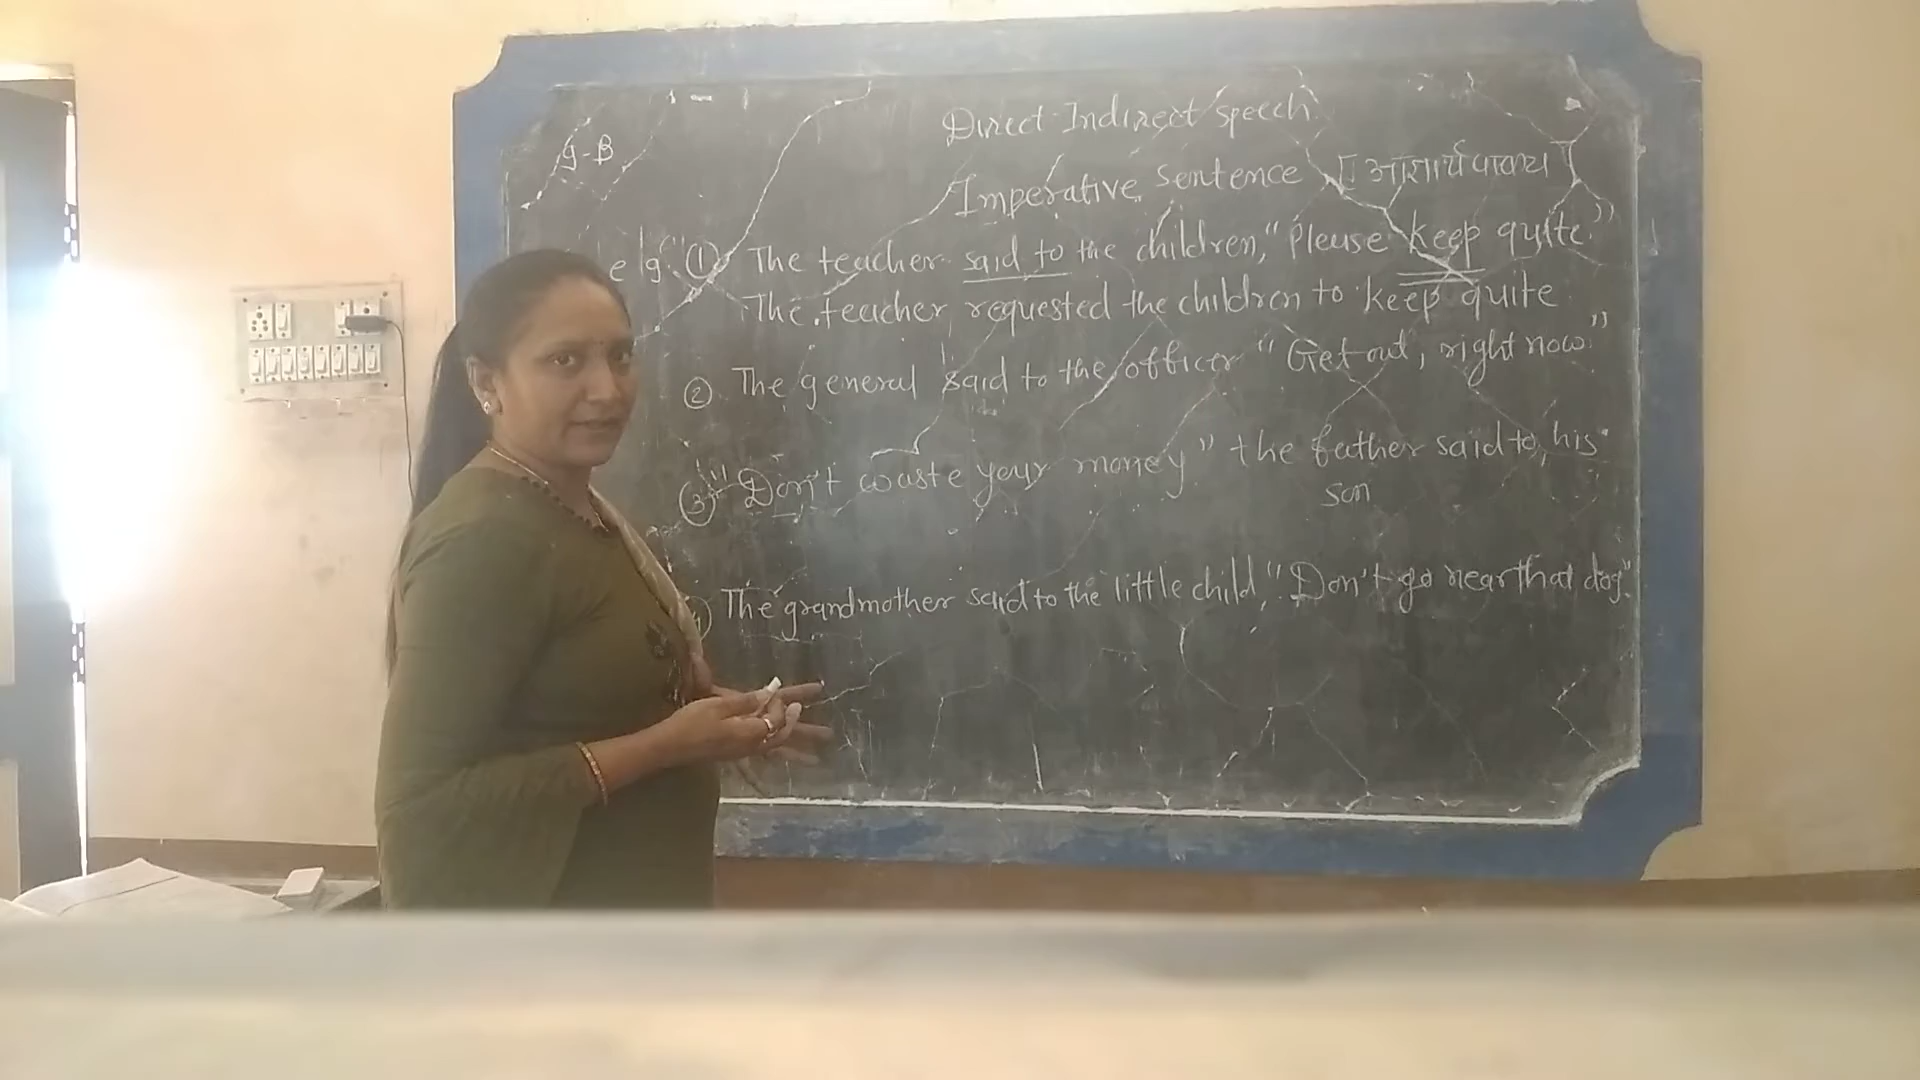 9-B
Direct-Indirect speech
Imperative sentence [आज्ञार्थ वाक्य]
e.g. (1) The teacher said to the children, "Please keep quite."
The teacher requested the children to keep quite
(2) The general said to the officer "Get out, right now."
(3) "Don't waste your money" the father said to, his
son
The grandmother said to the little child, "Don't go near that dog."